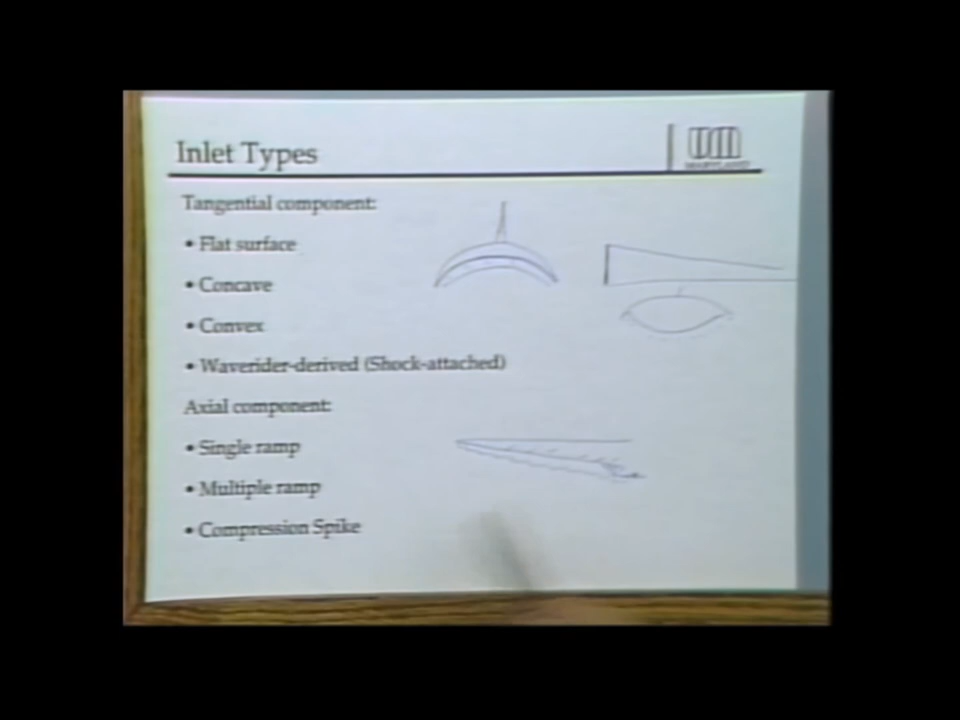 Inlet Types
MARYLAND
Tangential component:
• Flat surface
• Concave
• Convex
• Waverider-derived (Shock-attached)
Axial component:
• Single ramp
• Multiple ramp
• Compression Spike